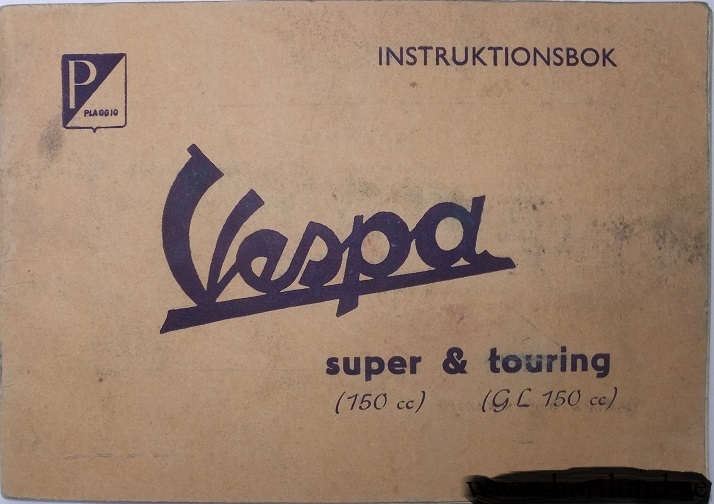 INSTRUKTIONSBOK
P
PIAGGIO
Vespa
super & touring
(150 cc) (GL 150 cc)